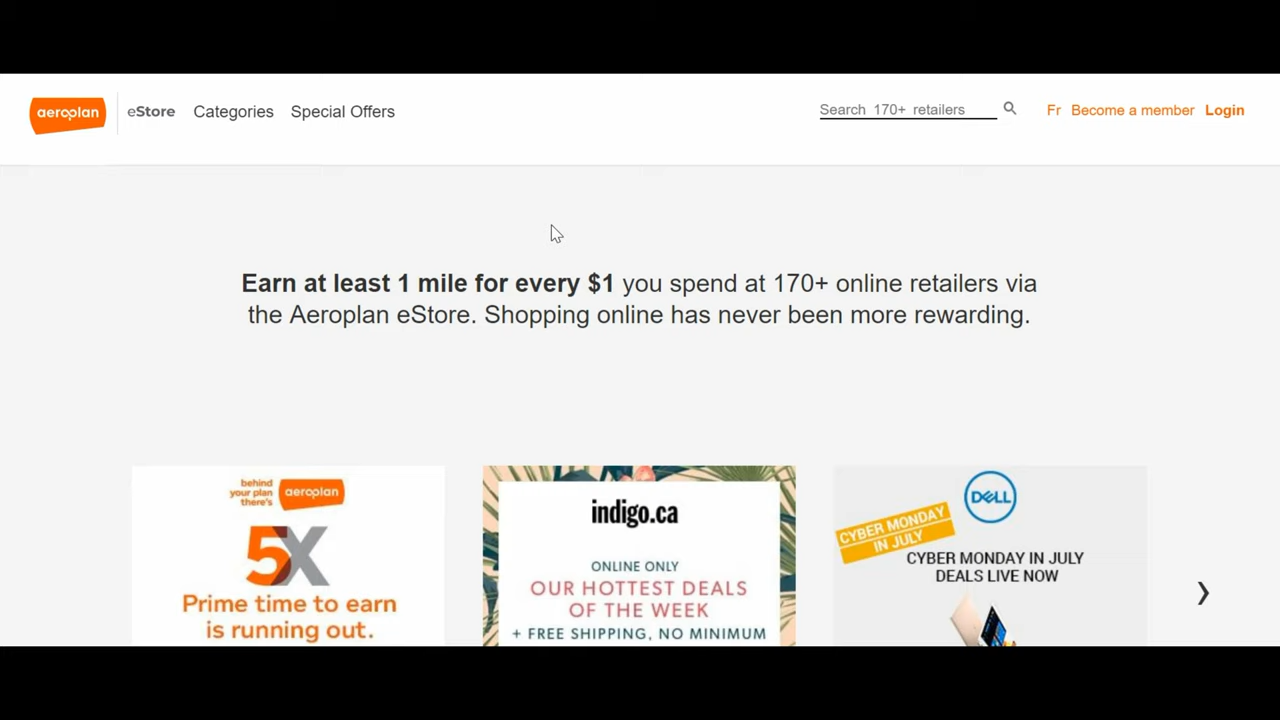 aeroplan eStore Categories Special Offers Search 170+ retailers Fr Become a member Login
Earn at least 1 mile for every $1 you spend at 170+ online retailers via
the Aeroplan eStore. Shopping online has never been more rewarding.
behind
your plan
there's
aeroplan
5X
Prime time to earn
is running out.
indigo.ca
ONLINE ONLY
OUR HOTTEST DEALS
OF THE WEEK
+ FREE SHIPPING, NO MINIMUM
DELL
CYBER MONDAY
IN JULY
CYBER MONDAY IN JULY
DEALS LIVE NOW